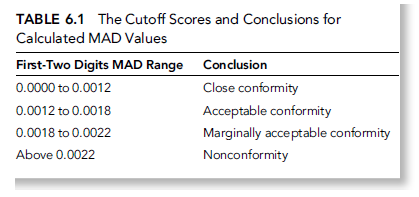 TABLE 6.1 The Cutoff Scores and Conclusions for
Calculated MAD Values
First-Two Digits MAD Range Conclusion
0.0000 to 0.0012 Close conformity
0.0012 to 0.0018 Acceptable conformity
0.0018 to 0.0022 Marginally acceptable conformity
Above 0.0022 Nonconformity